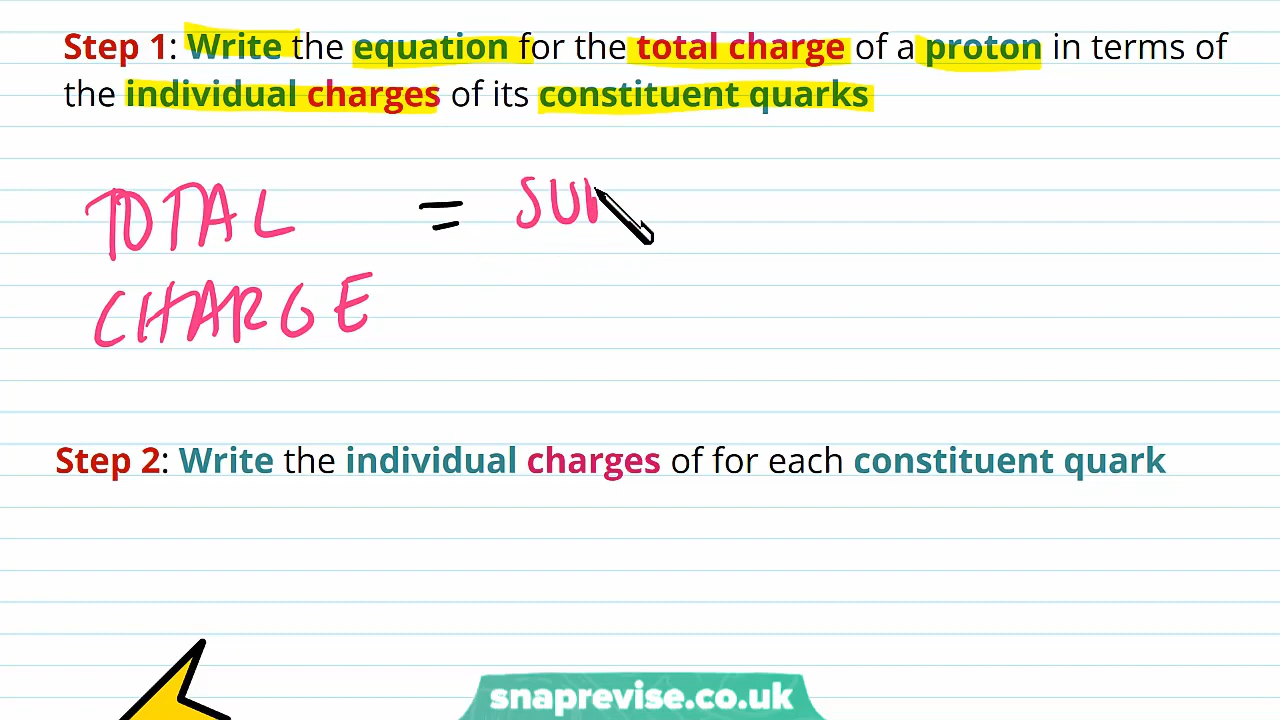 Step 1: Write the equation for the total charge of a proton in terms of
the individual charges of its constituent quarks
TOTAL = SU
CHARGE
Step 2: Write the individual charges of for each constituent quark
snaprevise.co.uk